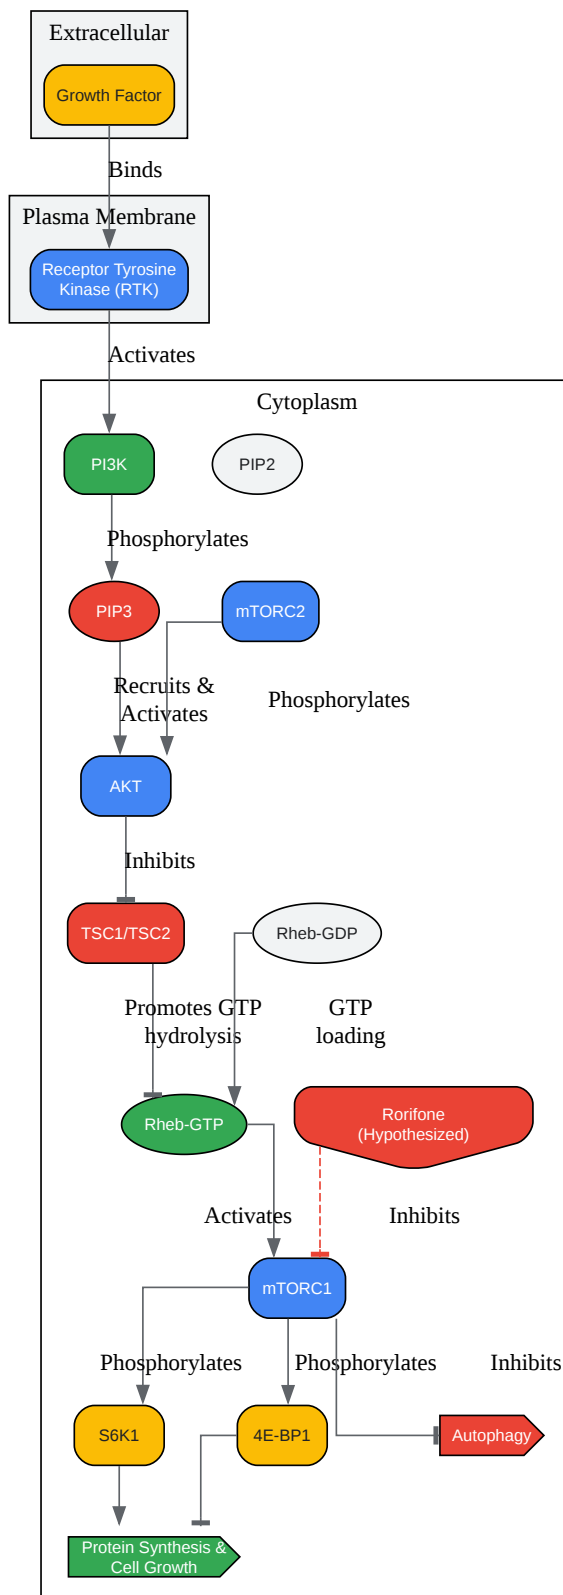 Extracellular
Growth Factor
Binds
Plasma Membrane
Receptor Tyrosine
Kinase (RTK)
Activates
Cytoplasm
PI3K
PIP2
Phosphorylates
PIP3
mTORC2
Recruits &
Activates
Phosphorylates
AKT
Inhibits
TSC1/TSC2
Rheb-GDP
Promotes GTP
hydrolysis
GTP
loading
Rheb-GTP
Rorifone
(Hypothesized)
Activates
Inhibits
mTORC1
Phosphorylates
Phosphorylates
Inhibits
S6K1
4E-BP1
Autophagy
Protein Synthesis &
Cell Growth